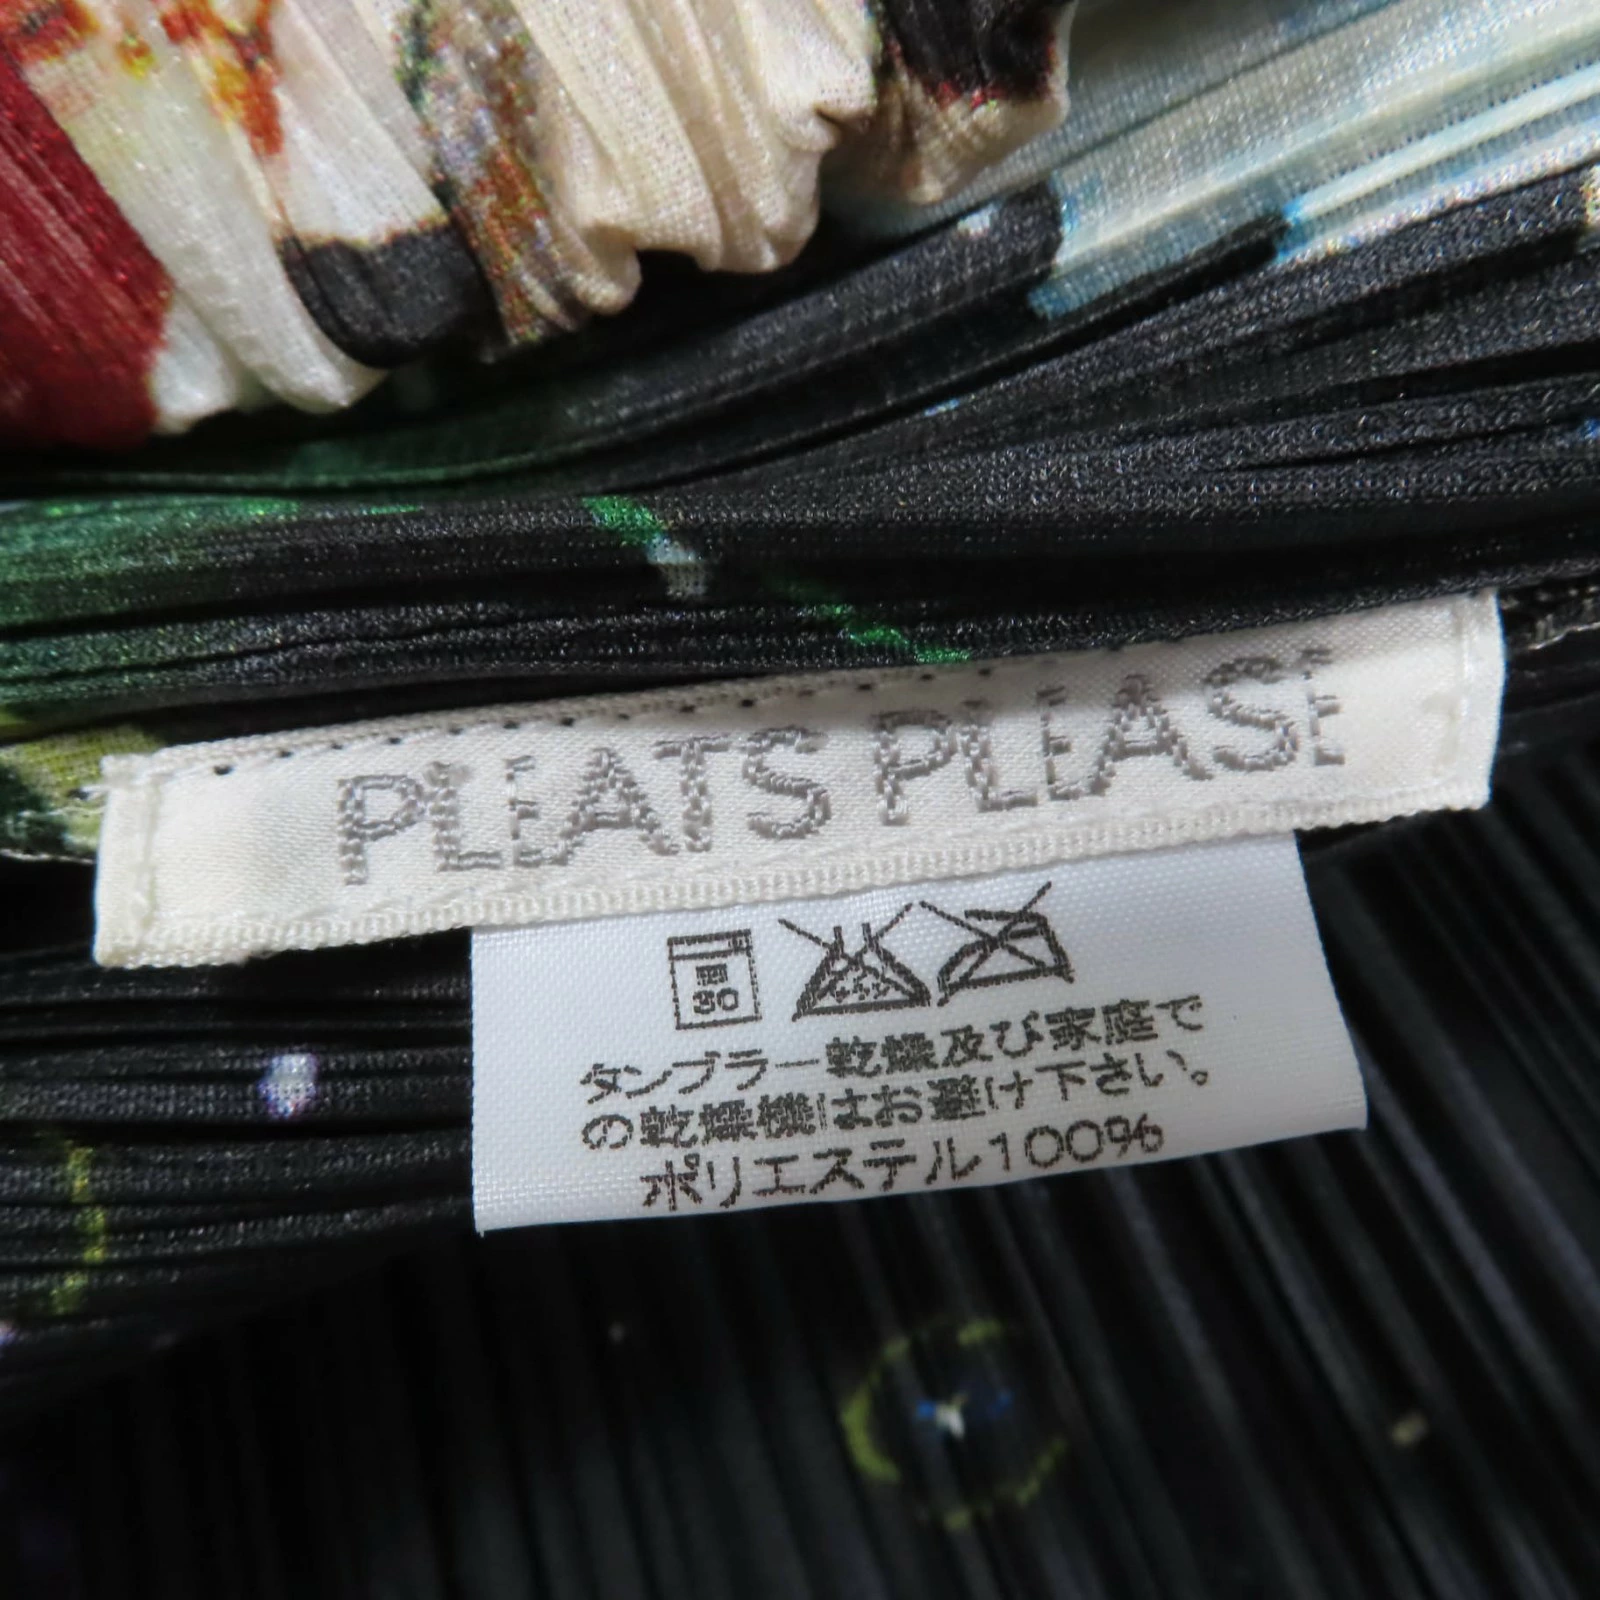 PLEATS PLEASE
タンブラー乾燥及び家庭で
の乾燥機はお避け下さい。
ポリエステル100%